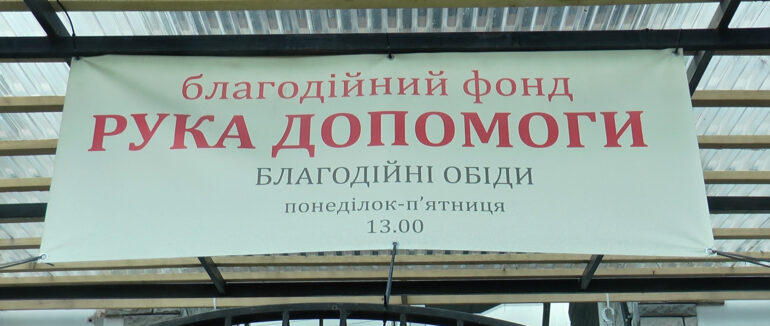 благодійний фонд
РУКА ДОПОМОГИ
БЛАГОДІЙНІ ОБІДИ
понеділок-п'ятниця
13.00